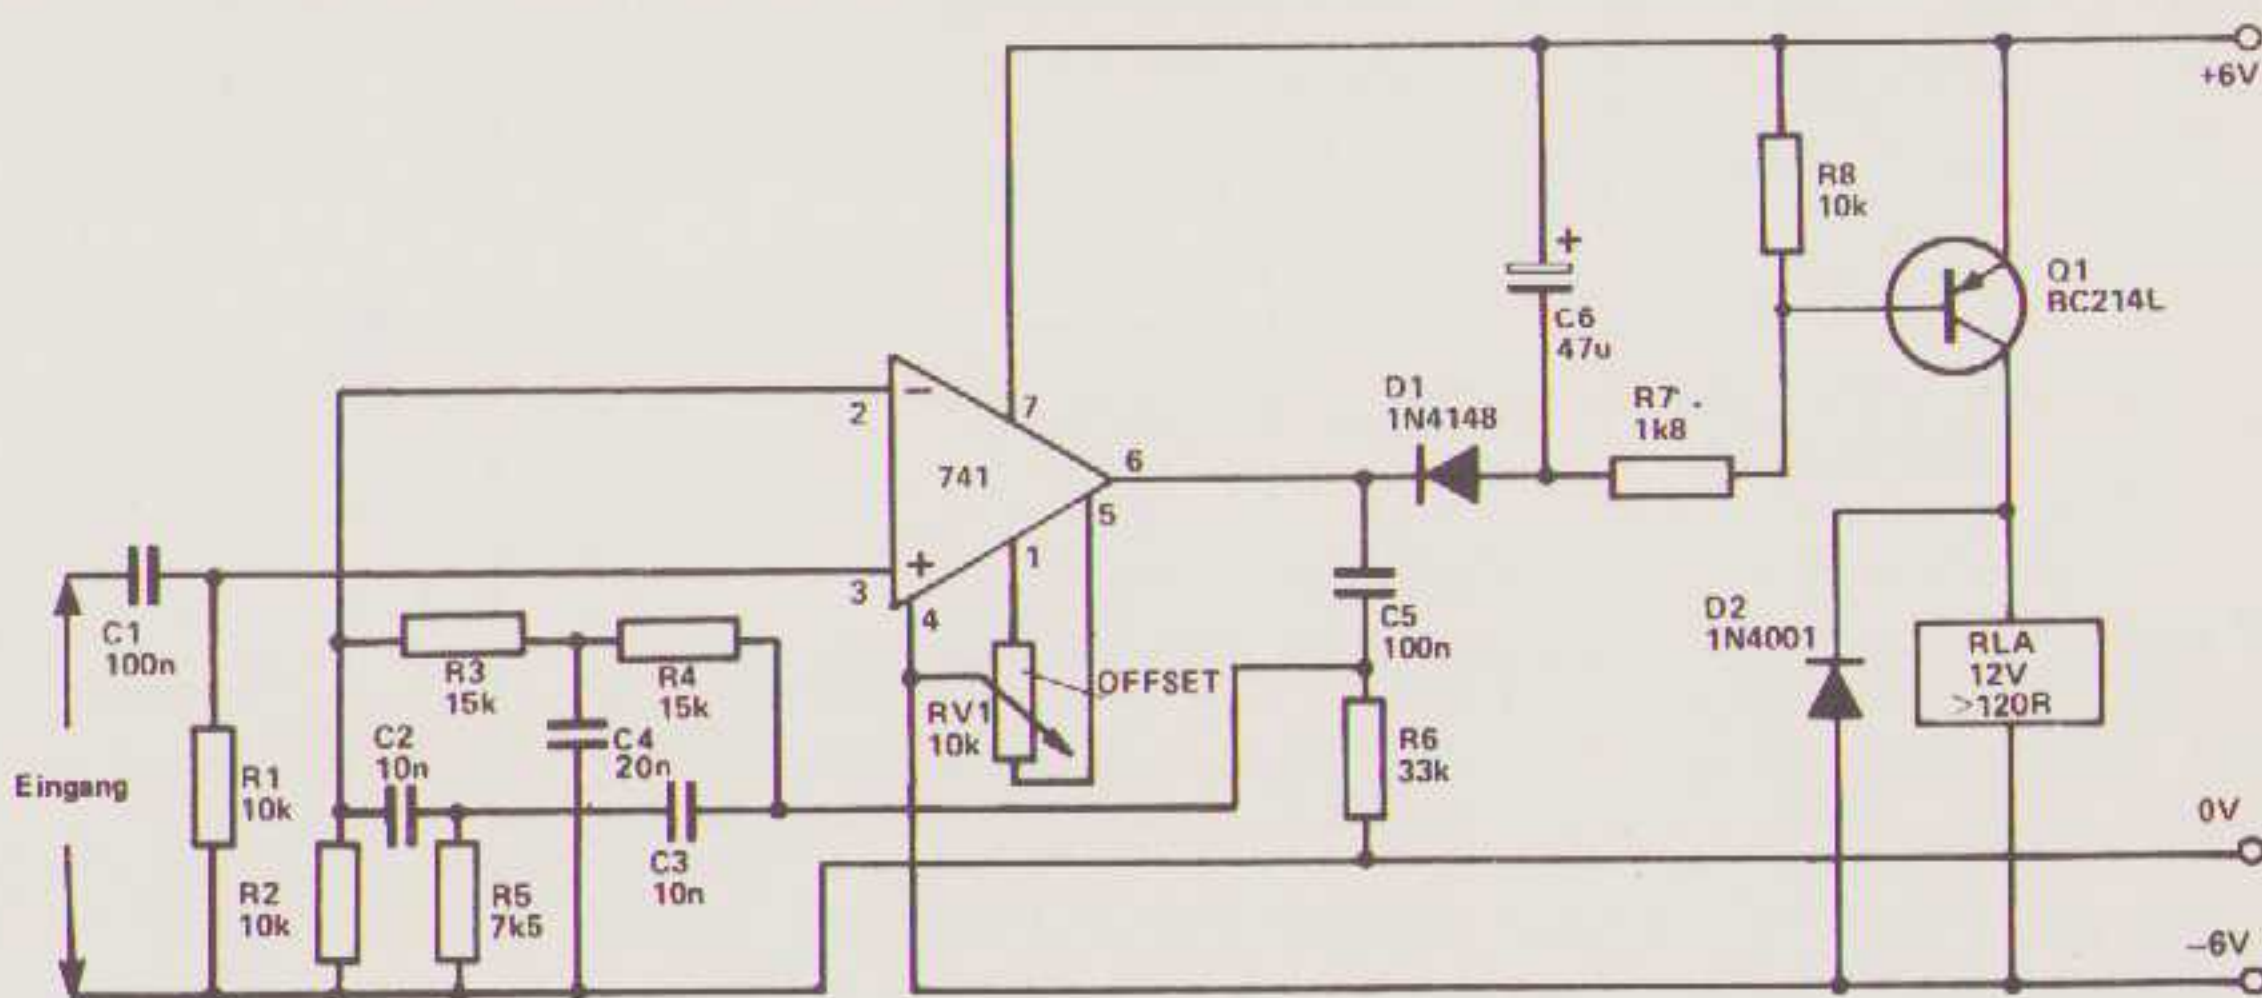 +6V
R8
10k
Q1
BC214L
+
C6
47u
D1
1N4148
R7
1k8
−
2
7
741
6
5
+
3
4
1
C1
100n
R3
15k
R4
15k
C5
100n
OFFSET
D2
1N4001
RLA
12V
>120R
RV1
10k
C2
10n
C4
20n
R6
33k
Eingang
R1
10k
0V
C3
10n
R2
10k
R5
7k5
−6V